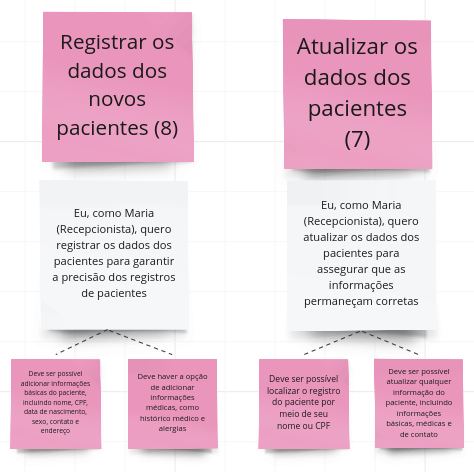 Registrar os
dados dos
novos
pacientes (8)
Atualizar os
dados dos
pacientes
(7)
Eu, como Maria
(Recepcionista), quero
registrar os dados dos
pacientes para garantir
a precisão dos registros
de pacientes
Eu, como Maria
(Recepcionista), quero
atualizar os dados dos
pacientes para
assegurar que as
informações
permaneçam corretas
Deve ser possível
adicionar informações
básicas do paciente,
incluindo nome, CPF,
data de nascimento,
sexo, contato e
endereço
Deve haver a opção
de adicionar
informações
médicas, como
histórico médico e
alergias
Deve ser possível
localizar o registro
do paciente por
meio de seu
nome ou CPF
Deve ser possível
atualizar qualquer
informação do
paciente, incluindo
informações
básicas, médicas e
de contato